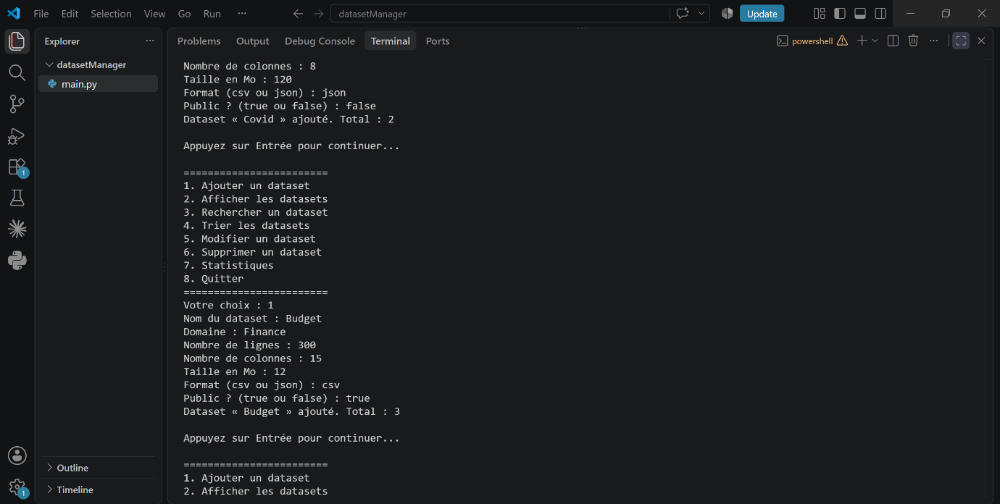 File Edit Selection View Go Run ··· datasetManager Update
Explorer ···
Problems Output Debug Console Terminal Ports powershell ···
datasetManager
main.py
Nombre de colonnes : 8
Taille en Mo : 120
Format (csv ou json) : json
Public ? (true ou false) : false
Dataset « Covid » ajouté. Total : 2
Appuyez sur Entrée pour continuer...
========================
1. Ajouter un dataset
2. Afficher les datasets
3. Rechercher un dataset
4. Trier les datasets
5. Modifier un dataset
6. Supprimer un dataset
7. Statistiques
8. Quitter
========================
Votre choix : 1
Nom du dataset : Budget
Domaine : Finance
Nombre de lignes : 300
Nombre de colonnes : 15
Taille en Mo : 12
Format (csv ou json) : csv
Public ? (true ou false) : true
Dataset « Budget » ajouté. Total : 3
Appuyez sur Entrée pour continuer...
========================
1. Ajouter un dataset
2. Afficher les datasets
Outline
Timeline
1
1